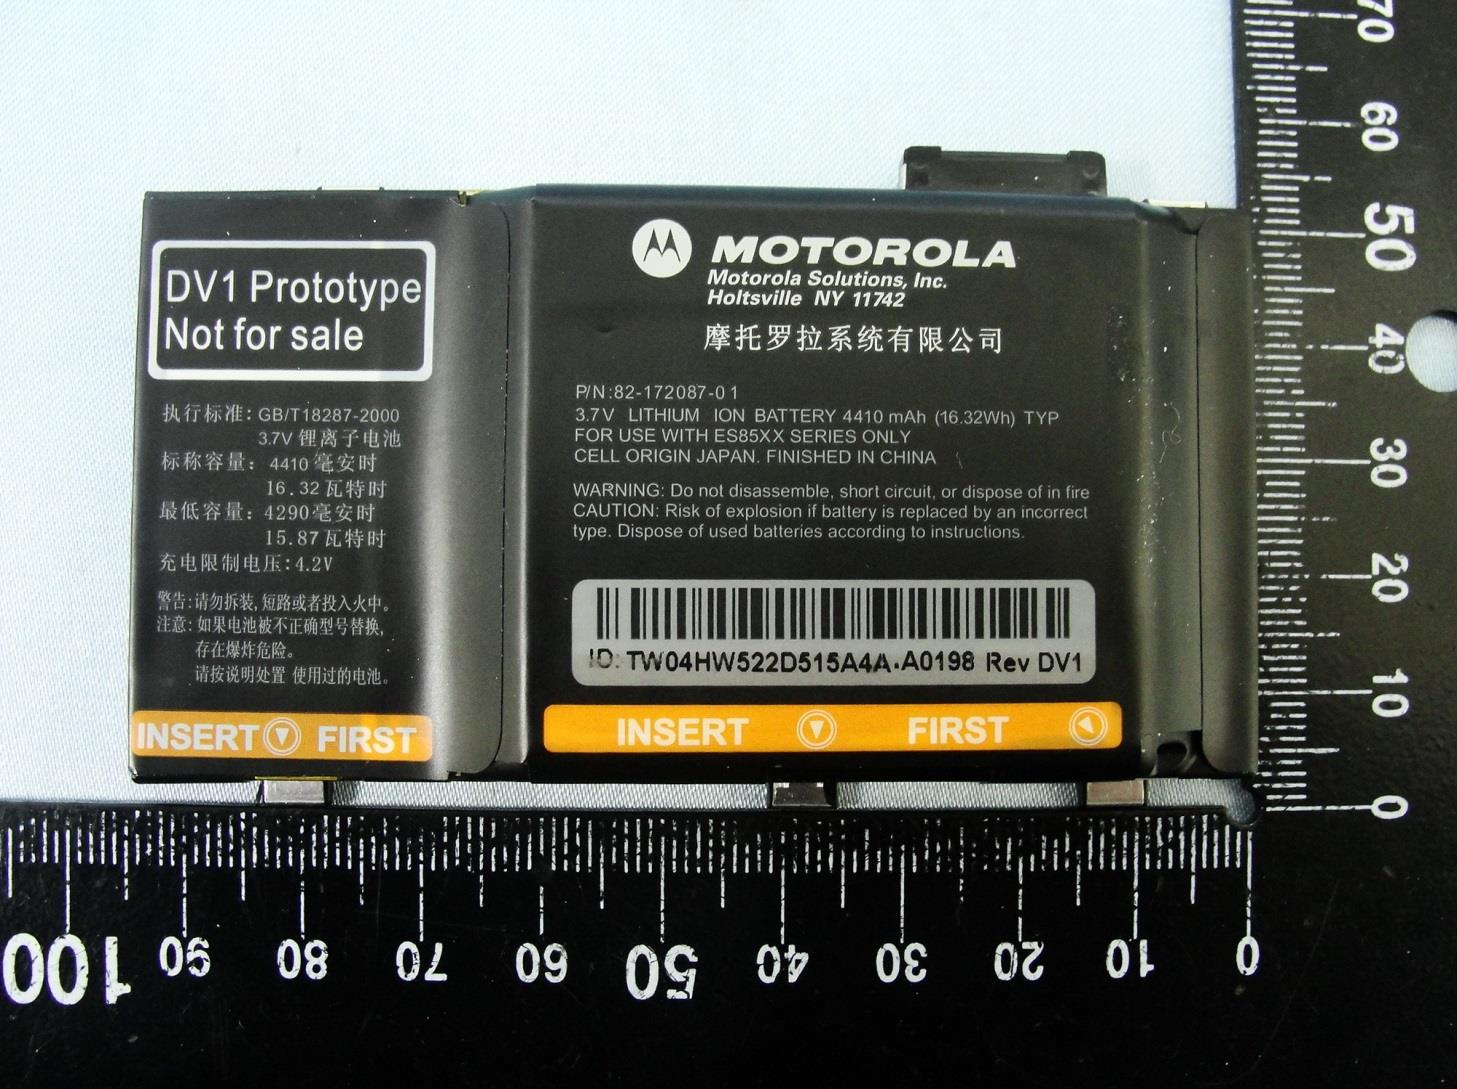 DV1 Prototype
Not for sale
执行标准: GB/T18287-2000
3.7V 锂离子电池
标称容量: 4410 毫安时
16.32瓦特时
最低容量: 4290毫安时
15.87瓦特时
充电限制电压:4.2V
警告:请勿拆装,短路或者投入火中。
注意: 如果电池被不正确型号替换,
存在爆炸危险。
请按说明处置 使用过的电池。
INSERT FIRST
MOTOROLA
Motorola Solutions, Inc.
Holtsville NY 11742
摩托罗拉系统有限公司
P/N:82-172087-01
3.7V LITHIUM ION BATTERY 4410 mAh (16.32Wh) TYP
FOR USE WITH ES85XX SERIES ONLY
CELL ORIGIN JAPAN. FINISHED IN CHINA
WARNING: Do not disassemble, short circuit, or dispose of in fire
CAUTION: Risk of explosion if battery is replaced by an incorrect
type. Dispose of used batteries according to instructions.
ID: TW04HW522D515A4A-A0198 Rev DV1
INSERT FIRST
70
60
50
40
30
20
10
0
100 90 80 70 60 50 40 30 20 10 0